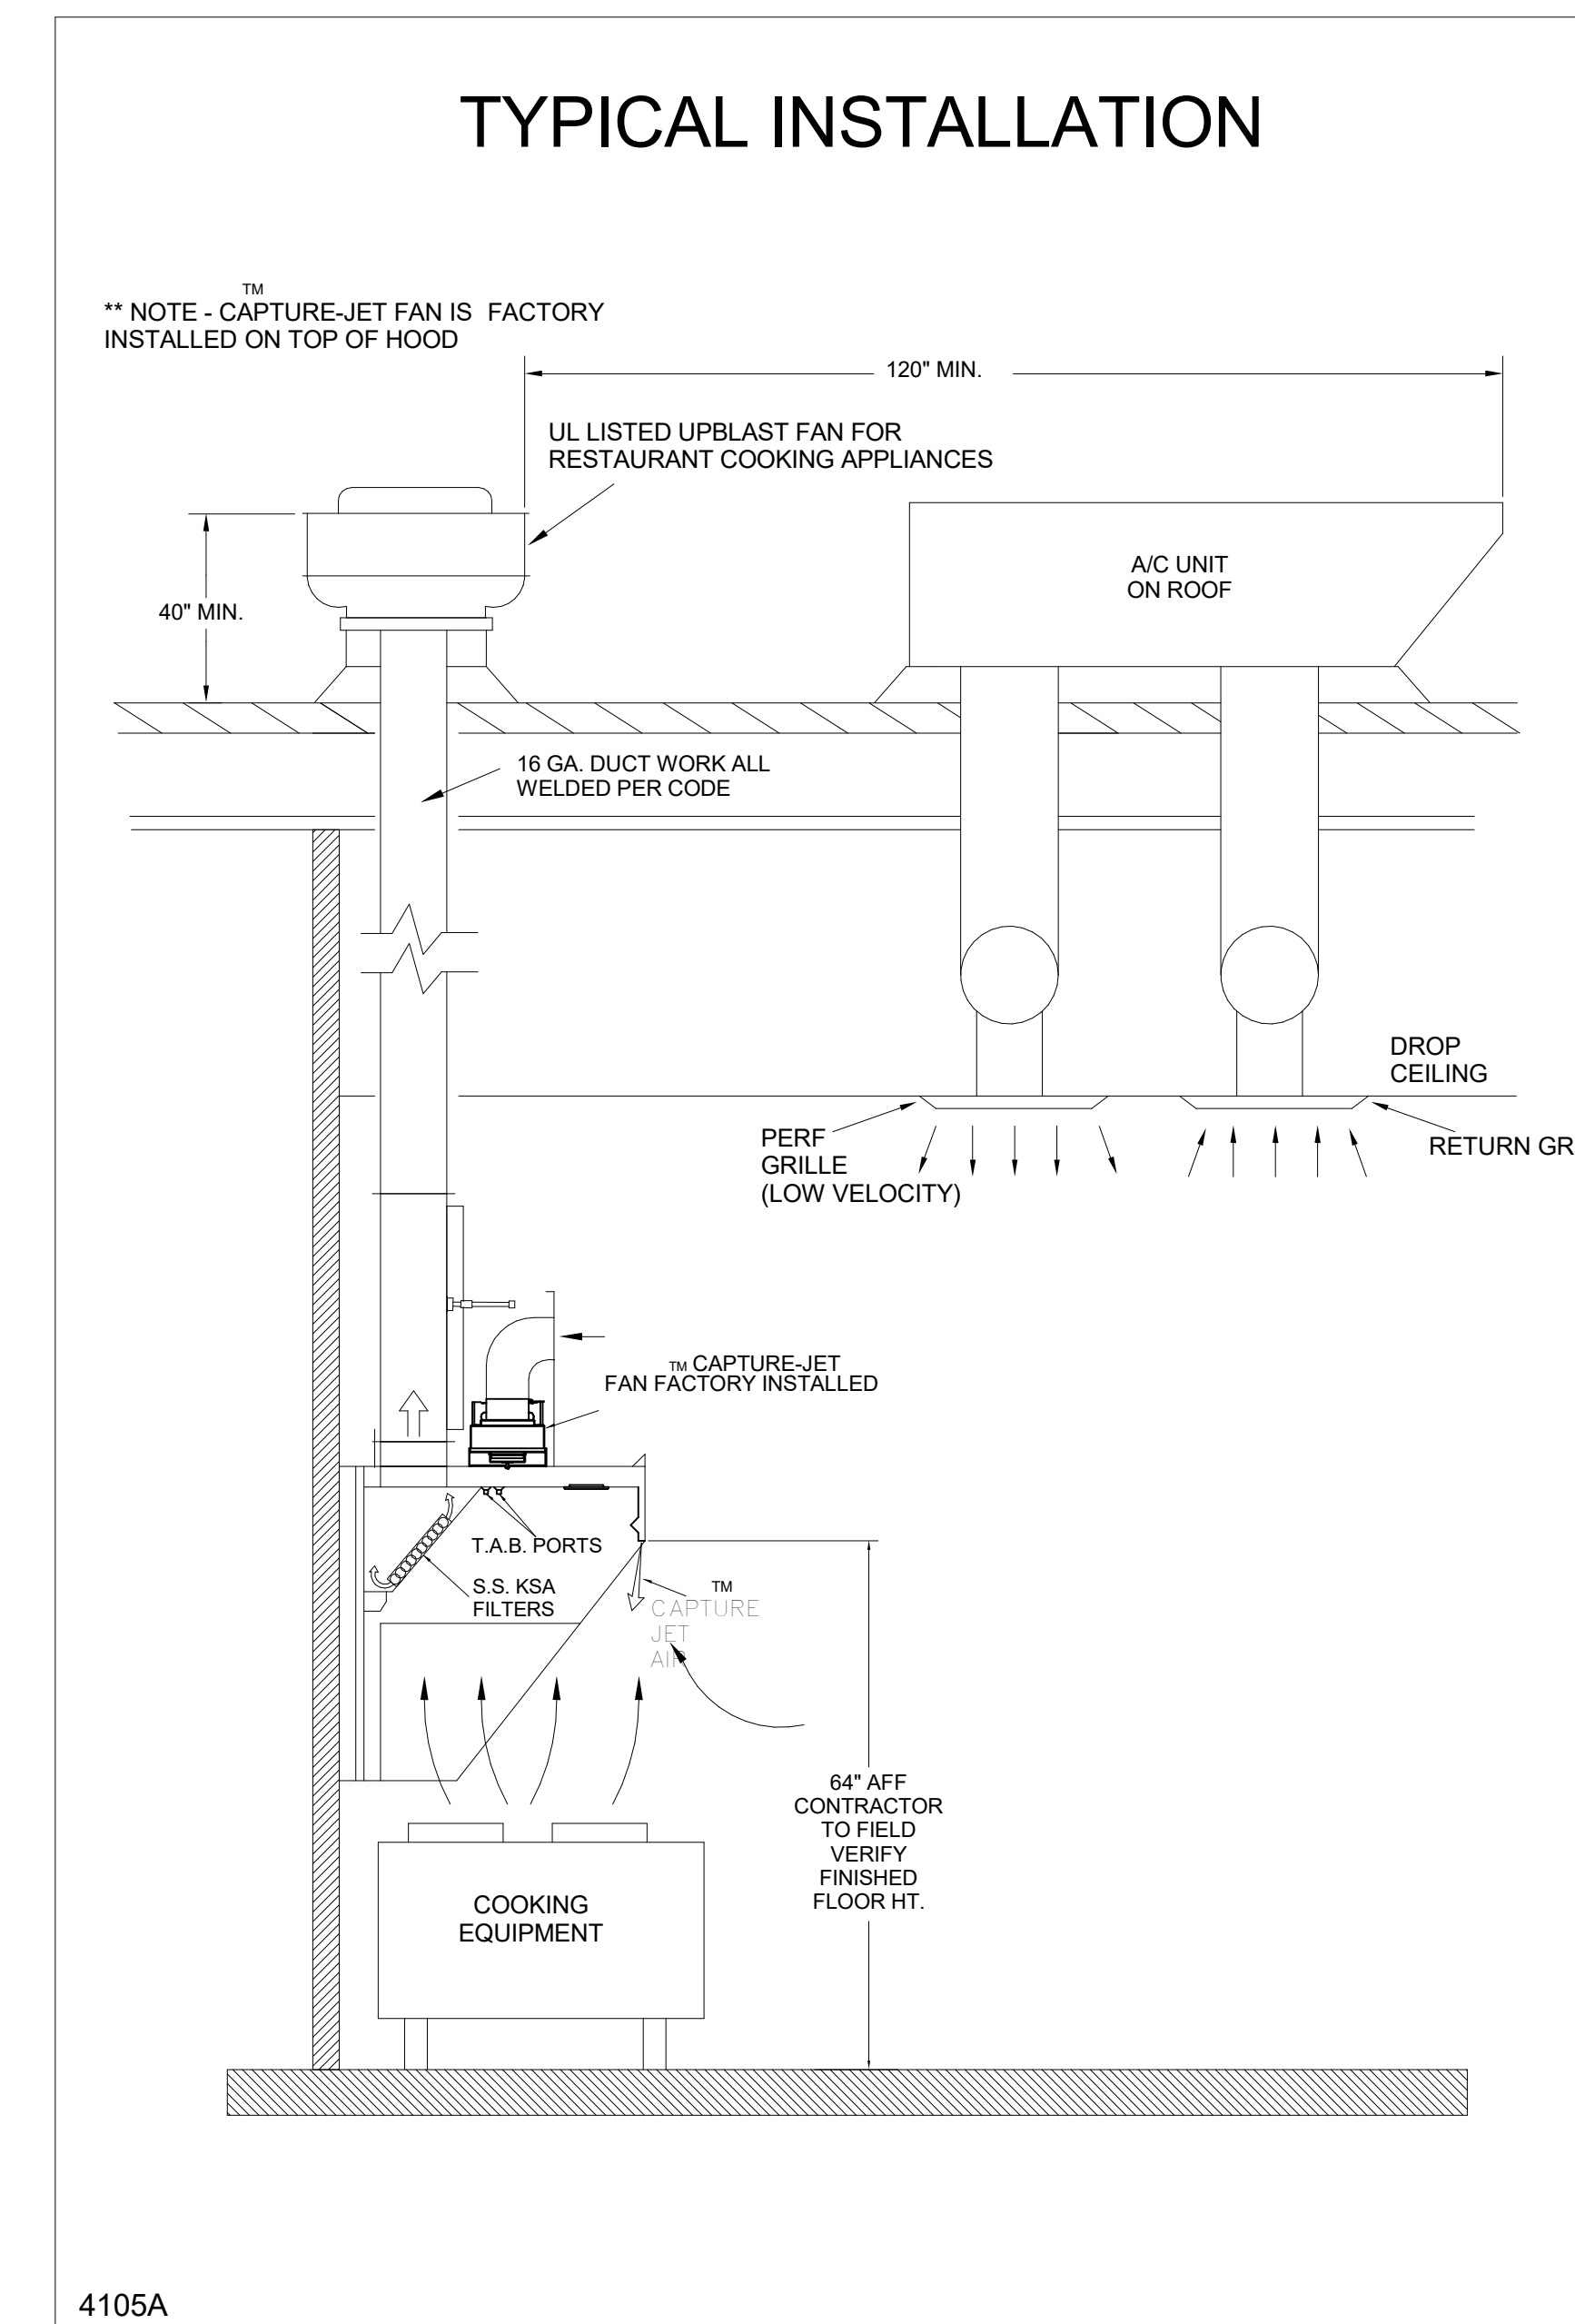 TYPICAL INSTALLATION
TM
** NOTE - CAPTURE-JET FAN IS FACTORY
INSTALLED ON TOP OF HOOD
120" MIN.
UL LISTED UPBLAST FAN FOR
RESTAURANT COOKING APPLIANCES
A/C UNIT
ON ROOF
40" MIN.
16 GA. DUCT WORK ALL
WELDED PER CODE
DROP
CEILING
PERF
GRILLE
(LOW VELOCITY)
RETURN GR
TM CAPTURE-JET
FAN FACTORY INSTALLED
T.A.B. PORTS
S.S. KSA
FILTERS
TM
CAPTURE
JET
AIR
64" AFF
CONTRACTOR
TO FIELD
VERIFY
FINISHED
FLOOR HT.
COOKING
EQUIPMENT
4105A